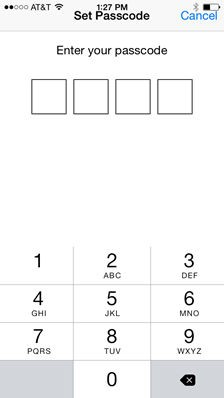 AT&T 1:27 PM
Set Passcode Cancel
Enter your passcode
1 2 3
ABC DEF
4 5 6
GHI JKL MNO
7 8 9
PQRS TUV WXYZ
0